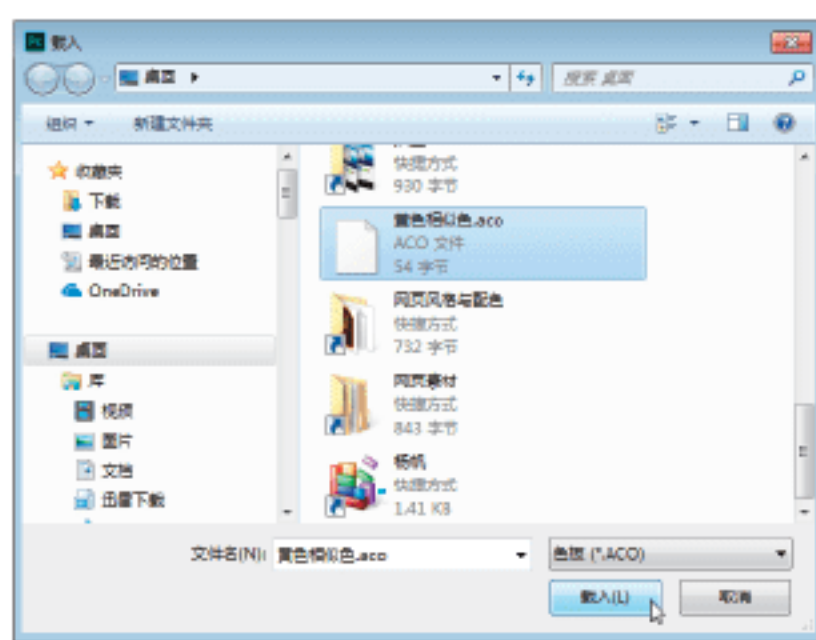 Ps 载入
桌面
搜索 桌面
组织
新建文件夹
收藏夹
下载
桌面
最近访问的位置
OneDrive
桌面
库
视频
图片
文档
迅雷下载
快捷方式
930 字节
黄色相似色.aco
ACO 文件
54 字节
网页风格与配色
快捷方式
732 字节
网页素材
快捷方式
843 字节
杨帆
快捷方式
1.41 KB
文件名(N): 黄色相似色.aco
色板 (*.ACO)
载入(L)
取消